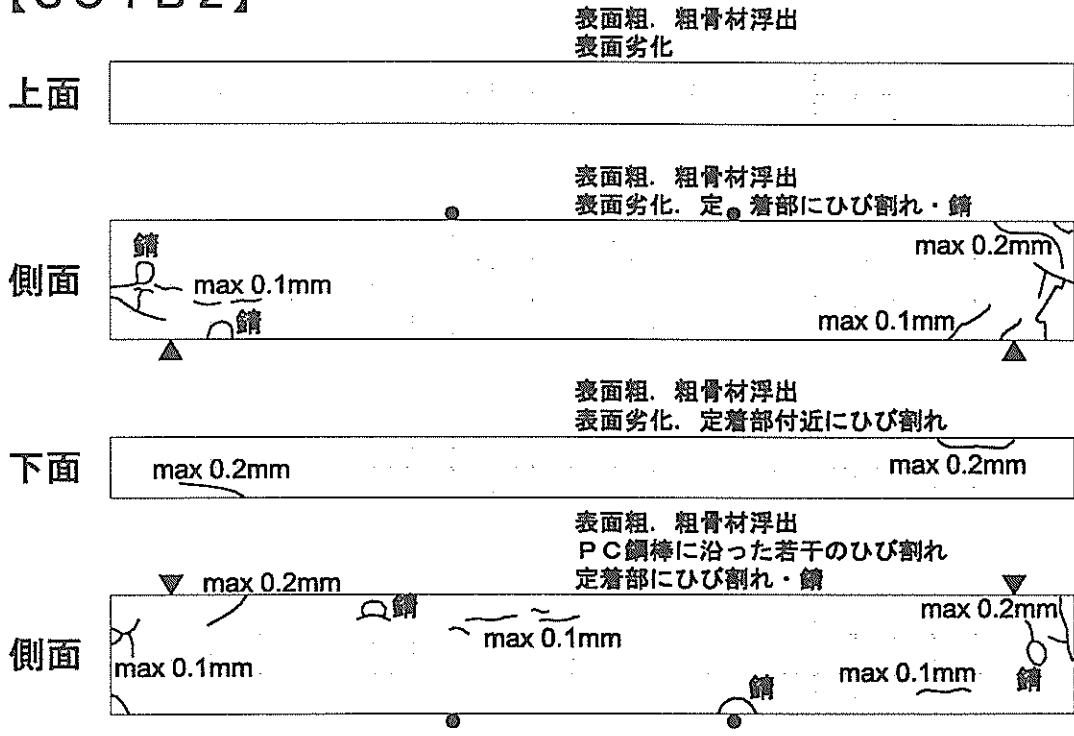 表面粗．粗骨材浮出
表面劣化
上面
表面粗．粗骨材浮出
表面劣化．定着部にひび割れ・錆
錆
max 0.2mm
側面
max 0.1mm
錆
max 0.1mm
表面粗．粗骨材浮出
表面劣化．定着部付近にひび割れ
下面
max 0.2mm
max 0.2mm
表面粗．粗骨材浮出
ＰＣ鋼棒に沿った若干のひび割れ
定着部にひび割れ・錆
max 0.2mm
錆
max 0.2mm
max 0.1mm
側面
max 0.1mm
max 0.1mm
錆
錆